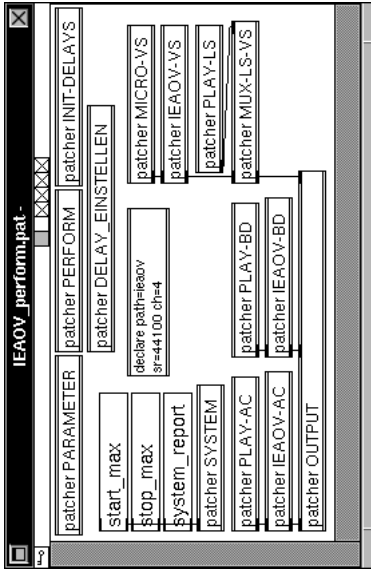 IEAOV_perform.pat -
patcher PARAMETER
patcher PERFORM
patcher INIT-DELAYS
patcher DELAY_EINSTELLEN
start_max
stop_max
system_report
patcher SYSTEM
declare path=ieaov
sr=44100 ch=4
patcher MICRO-VS
patcher IEAOV-VS
patcher PLAY-LS
patcher MUX-LS-VS
patcher PLAY-AC
patcher PLAY-BD
patcher IEAOV-AC
patcher IEAOV-BD
patcher OUTPUT